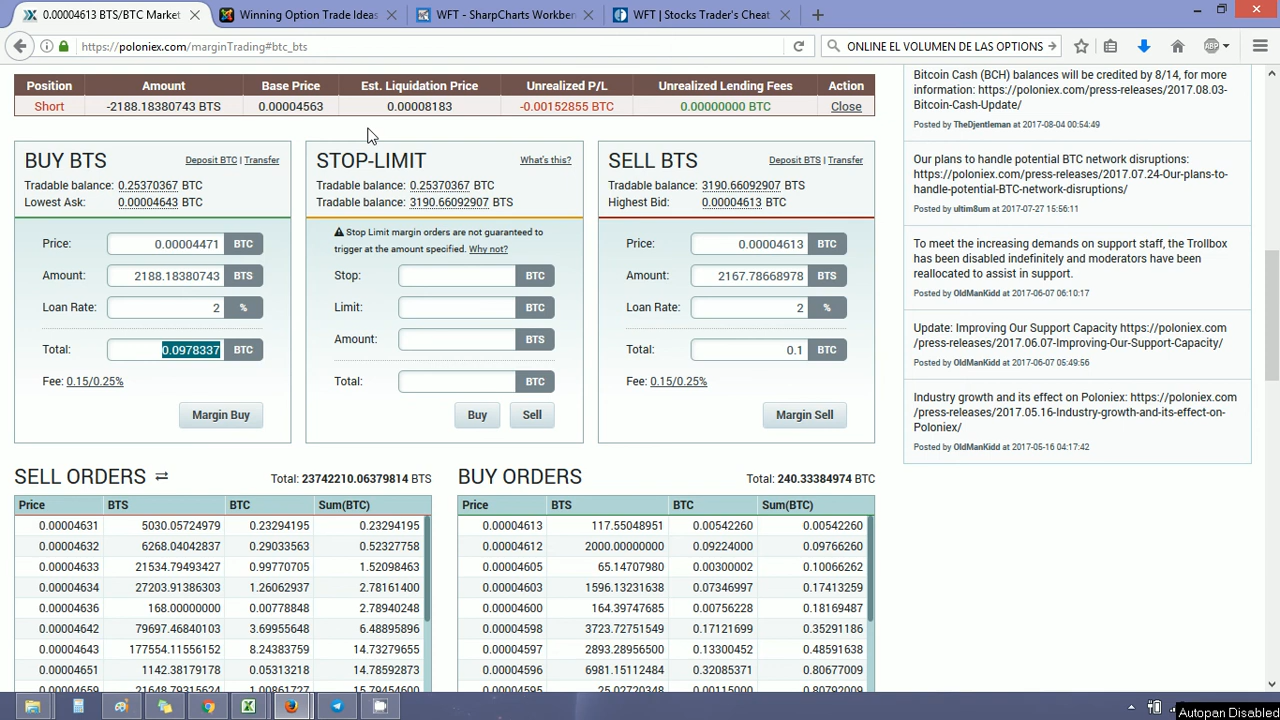 0.00004613 BTS/BTC Market
Winning Option Trade Ideas
WFT - SharpCharts Workben
WFT | Stocks Trader's Cheat
https://poloniex.com/marginTrading#btc_bts
ONLINE EL VOLUMEN DE LAS OPTIONS
ABP
Position Amount Base Price Est. Liquidation Price Unrealized P/L Unrealized Lending Fees Action
Short -2188.18380743 BTS 0.00004563 0.00008183 -0.00152855 BTC 0.00000000 BTC Close
BUY BTS
Deposit BTC | Transfer
Tradable balance: 0.25370367 BTC
Lowest Ask: 0.00004643 BTC
Price: 0.00004471 BTC
Amount: 2188.18380743 BTS
Loan Rate: 2 %
Total: 0.0978337 BTC
Fee: 0.15/0.25%
Margin Buy
STOP-LIMIT
What's this?
Tradable balance: 0.25370367 BTC
Tradable balance: 3190.66092907 BTS
Stop Limit margin orders are not guaranteed to
trigger at the amount specified. Why not?
Stop: BTC
Limit: BTC
Amount: BTS
Total: BTC
Buy Sell
SELL BTS
Deposit BTS | Transfer
Tradable balance: 3190.66092907 BTS
Highest Bid: 0.00004613 BTC
Price: 0.00004613 BTC
Amount: 2167.78668978 BTS
Loan Rate: 2 %
Total: 0.1 BTC
Fee: 0.15/0.25%
Margin Sell
Bitcoin Cash (BCH) balances will be credited by 8/14, for more
information: https://poloniex.com/press-releases/2017.08.03-
Bitcoin-Cash-Update/
Posted by TheDjentleman at 2017-08-04 00:54:49
Our plans to handle potential BTC network disruptions:
https://poloniex.com/press-releases/2017.07.24-Our-plans-to-
handle-potential-BTC-network-disruptions/
Posted by ultim8um at 2017-07-27 15:56:11
To meet the increasing demands on support staff, the Trollbox
has been disabled indefinitely and moderators have been
reallocated to assist in support.
Posted by OldManKidd at 2017-06-07 06:10:17
Update: Improving Our Support Capacity https://poloniex.com
/press-releases/2017.06.07-Improving-Our-Support-Capacity/
Posted by OldManKidd at 2017-06-07 05:49:56
Industry growth and its effect on Poloniex: https://poloniex.com
/press-releases/2017.05.16-Industry-growth-and-its-effect-on-
Poloniex/
Posted by OldManKidd at 2017-05-16 04:17:42
SELL ORDERS
Total: 23742210.06379814 BTS
Price BTS BTC Sum(BTC)
0.00004631 5030.05724979 0.23294195 0.23294195
0.00004632 6268.04042837 0.29033563 0.52327758
0.00004633 21534.79493427 0.99770705 1.52098463
0.00004634 27203.91386303 1.26062937 2.78161400
0.00004636 168.00000000 0.00778848 2.78940248
0.00004642 79697.46840103 3.69955648 6.48895896
0.00004643 177554.11556152 8.24383759 14.73279655
0.00004651 1142.38179178 0.05313218 14.78592873
0.00004659 21648.79315624 1.00861727 15.79454600
BUY ORDERS
Total: 240.33384974 BTC
Price BTS BTC Sum(BTC)
0.00004613 117.55048951 0.00542260 0.00542260
0.00004612 2000.00000000 0.09224000 0.09766260
0.00004605 65.14707980 0.00300002 0.10066262
0.00004603 1596.13231638 0.07346997 0.17413259
0.00004600 164.39747685 0.00756228 0.18169487
0.00004598 3723.72751549 0.17121699 0.35291186
0.00004597 2893.28956500 0.13300452 0.48591638
0.00004596 6981.15112484 0.32085371 0.80677009
0.00004595 25.02720348 0.00115000 0.80792009
Autopan Disabled